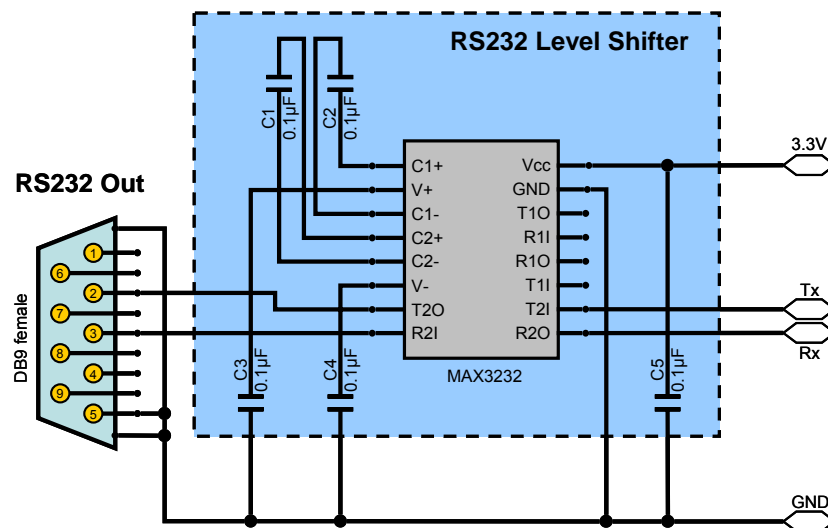 RS232 Level Shifter
C1
0.1µF
C2
0.1µF
3.3V
RS232 Out
C1+
V+
C1-
C2+
C2-
V-
T2O
R2I
Vcc
GND
T1O
R1I
R1O
T1I
T2I
R2O
MAX3232
1
6
2
7
3
8
4
9
5
DB9 female
Tx
Rx
C3
0.1µF
C4
0.1µF
C5
0.1µF
GND